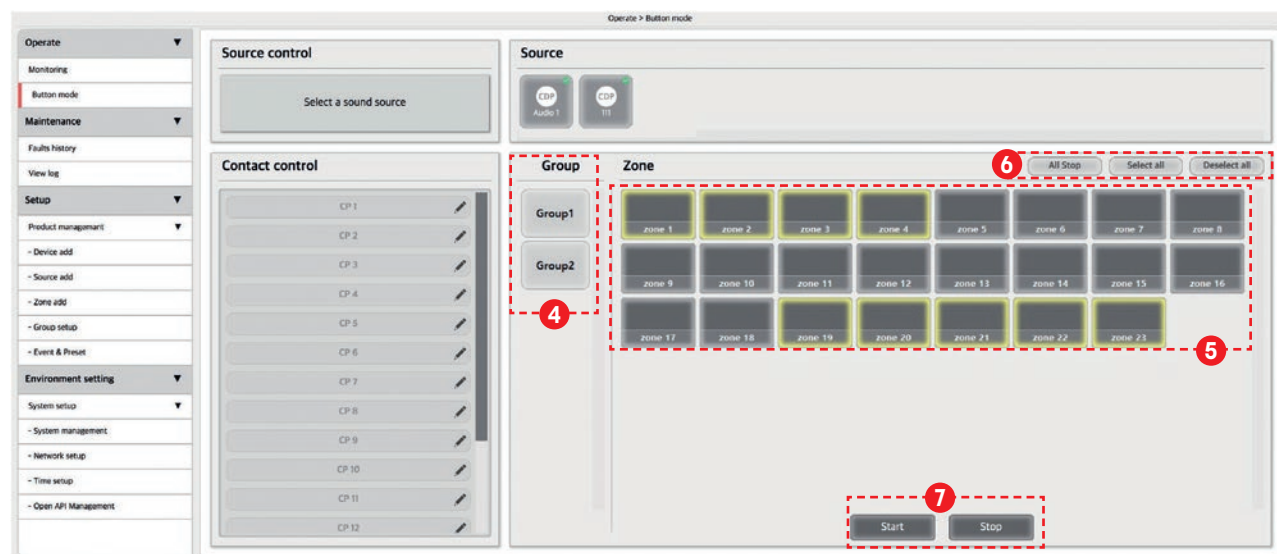 Operate > Button mode
Operate ▼
Monitoring
Button mode
Maintenance ▼
Faults history
View log
Setup ▼
Product management ▼
- Device add
- Source add
- Zone add
- Group setup
- Event & Preset
Environment setting ▼
System setup ▼
- System management
- Network setup
- Time setup
- Open API Management
Source control
Select a sound source
Source
CDP
Audio 1
CDP
111
Contact control
CP 1
CP 2
CP 3
CP 4
CP 5
CP 6
CP 7
CP 8
CP 9
CP 10
CP 11
CP 12
Group
Group1
Group2
4
Zone
6
All Stop
Select all
Deselect all
zone 1
zone 2
zone 3
zone 4
zone 5
zone 6
zone 7
zone 8
zone 9
zone 10
zone 11
zone 12
zone 13
zone 14
zone 15
zone 16
zone 17
zone 18
zone 19
zone 20
zone 21
zone 22
zone 23
5
7
Start
Stop